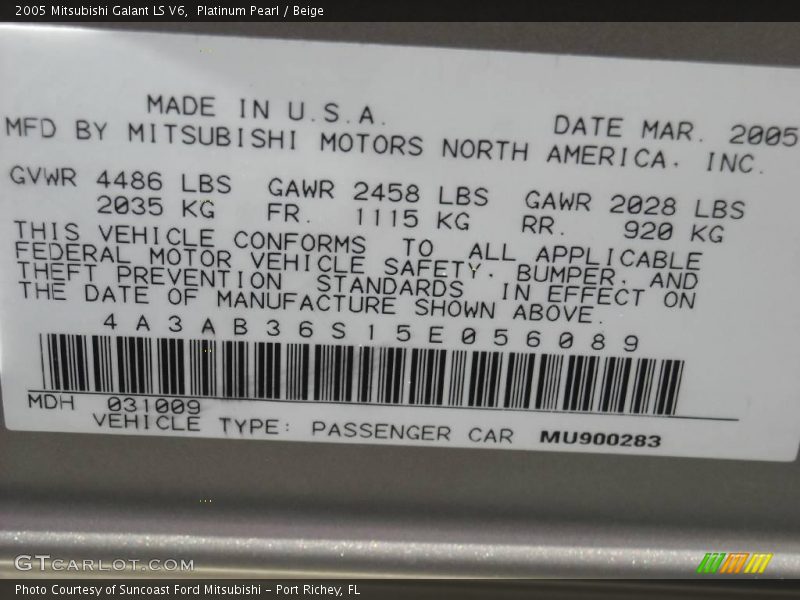 2005 Mitsubishi Galant LS V6,  Platinum Pearl / Beige
MADE IN U.S.A.
DATE MAR. 2005
MFD BY MITSUBISHI MOTORS NORTH AMERICA. INC.
GVWR 4486 LBS GAWR 2458 LBS GAWR 2028 LBS
2035 KG FR. 1115 KG RR. 920 KG
THIS VEHICLE CONFORMS TO ALL APPLICABLE
FEDERAL MOTOR VEHICLE SAFETY. BUMPER. AND
THEFT PREVENTION STANDARDS IN EFFECT ON
THE DATE OF MANUFACTURE SHOWN ABOVE.
4A3AB36S15E056089
MDH 031009
VEHICLE TYPE: PASSENGER CAR MU900283
GTCARLOT.COM
Photo Courtesy of Suncoast Ford Mitsubishi – Port Richey, FL